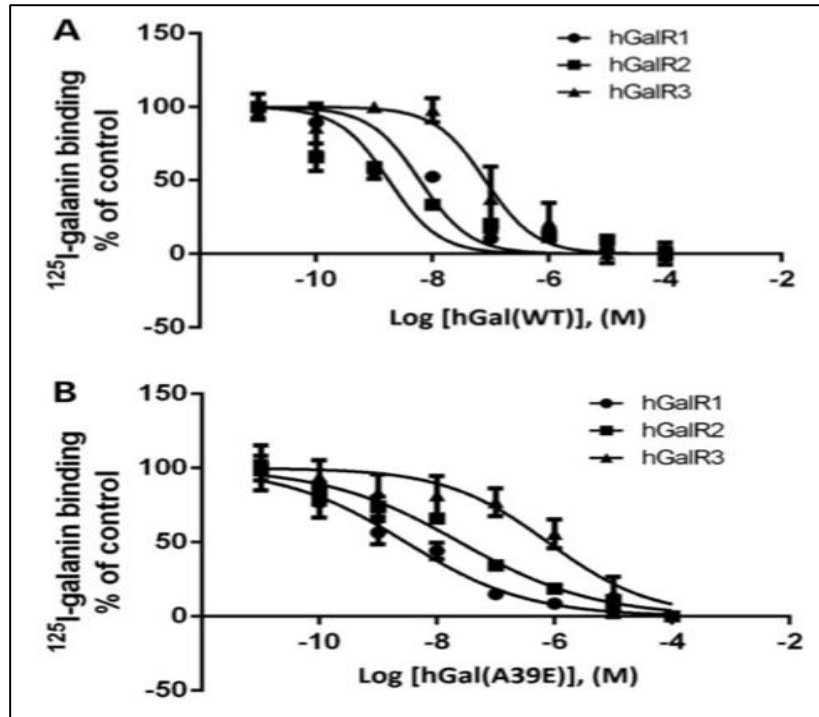 A
150
100
50
0
-50
¹²⁵I-galanin binding
% of control
hGalR1
hGalR2
hGalR3
-10 -8 -6 -4 -2
Log [hGal(WT)], (M)
B
150
100
50
0
-50
¹²⁵I-galanin binding
% of control
hGalR1
hGalR2
hGalR3
-10 -8 -6 -4 -2
Log [hGal(A39E)], (M)